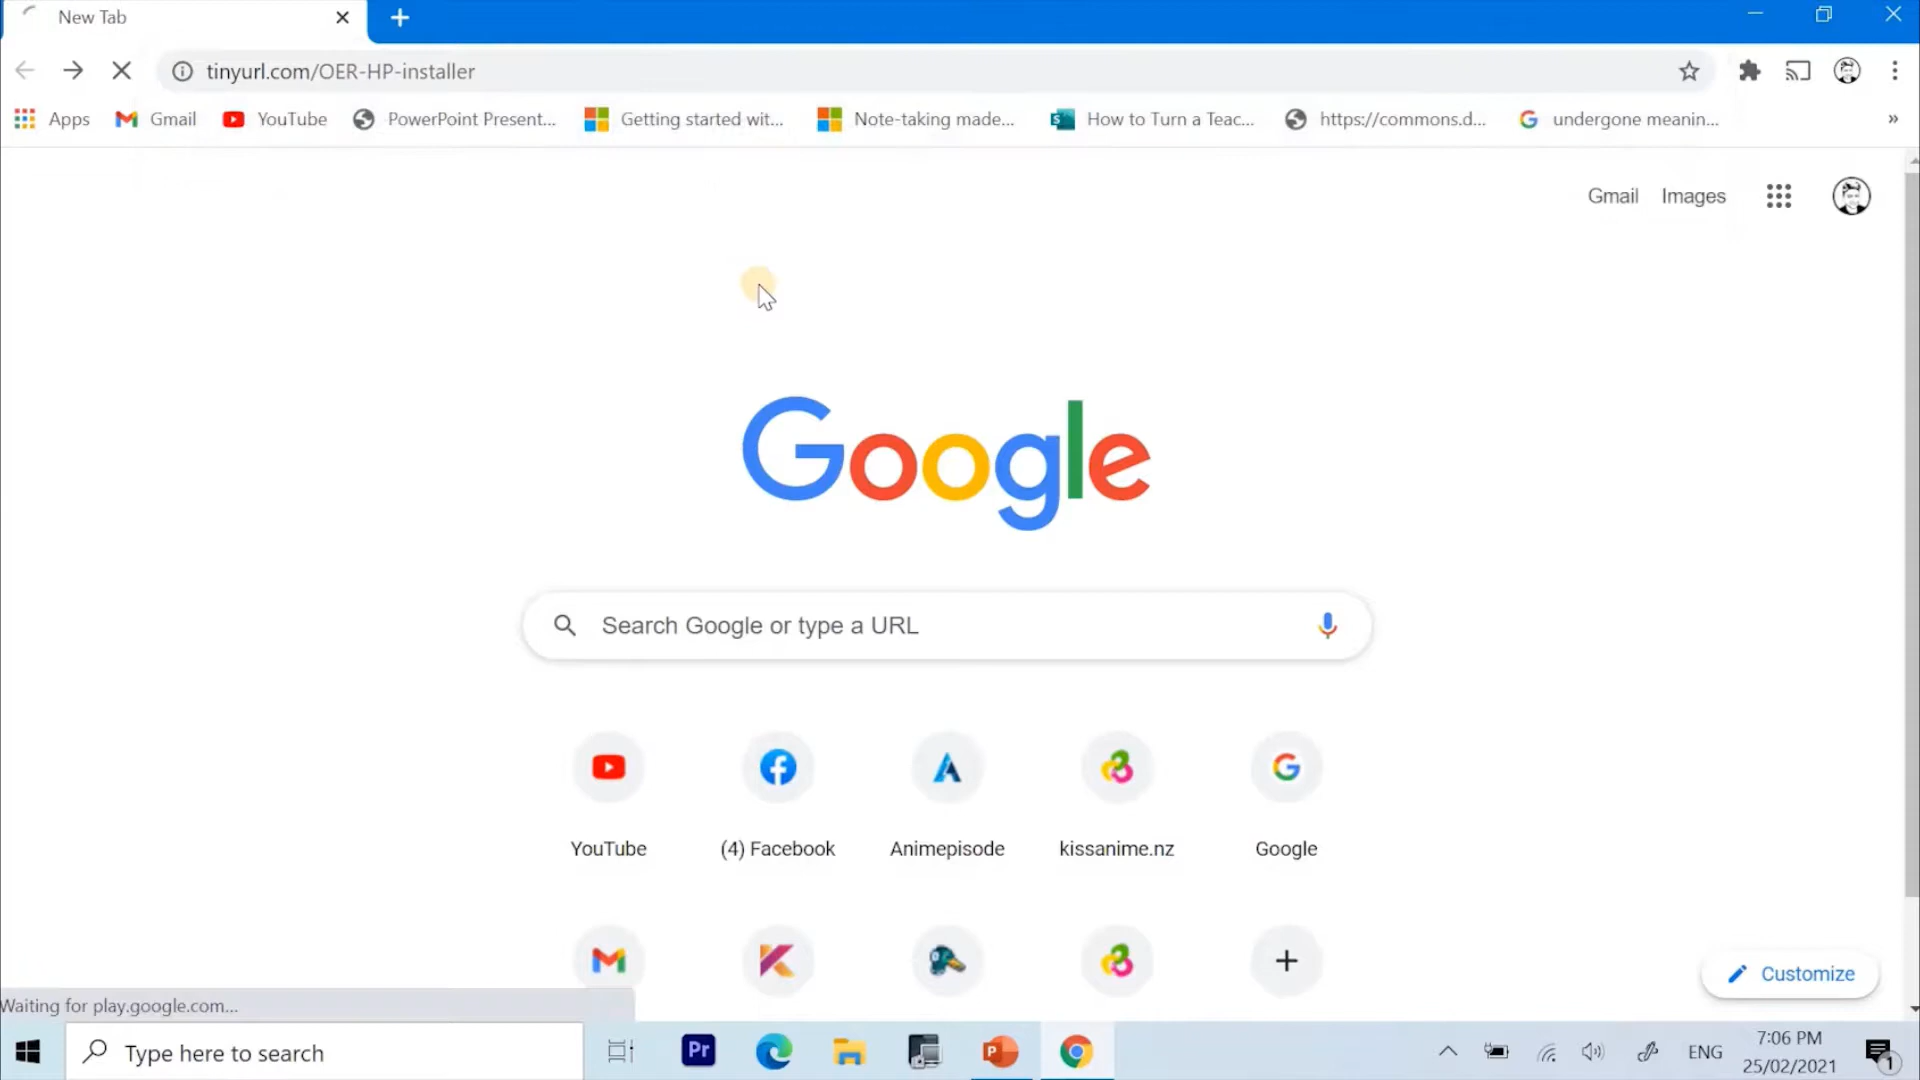 New Tab
tinyurl.com/OER-HP-installer
Apps Gmail YouTube PowerPoint Present... Getting started wit... Note-taking made... How to Turn a Teac... https://commons.d... undergone meanin... »
Gmail Images
Google
Search Google or type a URL
YouTube (4) Facebook Animepisode kissanime.nz Google
Customize
Waiting for play.google.com...
Type here to search
Pr
ENG
7:06 PM
25/02/2021
1